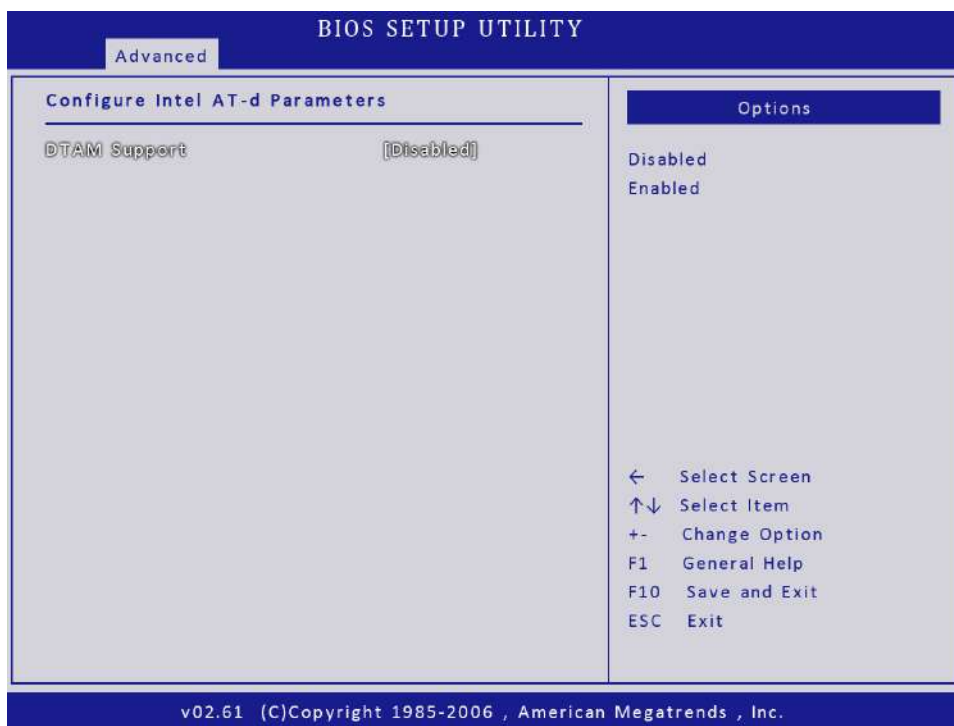 BIOS SETUP UTILITY
Advanced
Configure Intel AT-d Parameters
DTAM Support [Disabled]
Options
Disabled
Enabled
← Select Screen
↑↓ Select Item
+- Change Option
F1 General Help
F10 Save and Exit
ESC Exit
v02.61 (C)Copyright 1985-2006 , American Megatrends , Inc.